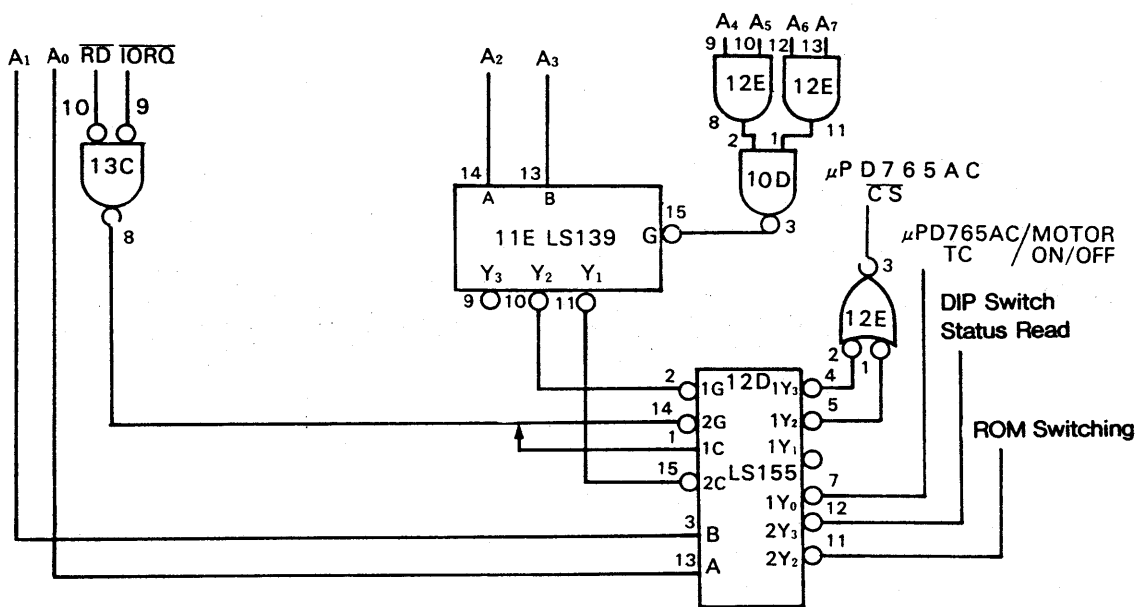 A4 A5 A6 A7
9 10 12 13
A1 A0 R̅D̅ I̅O̅R̅Q̅
A2 A3
12E 12E
10 9
8 11
2 1
13C
10D
μPD765AC
C̅S̅
14 13
A B
15
3
8
11E LS139 G
μPD765AC/MOTOR
TC / ON/OFF
Y3 Y2 Y1
3
9 10 11
DIP Switch
Status Read
12E
2 1
2 1G 12D 1Y3 4
14 2G 1Y2 5
ROM Switching
1 1C 1Y1
15 2C LS155
7
1Y0
12
3 B 2Y3
11
13 A 2Y2